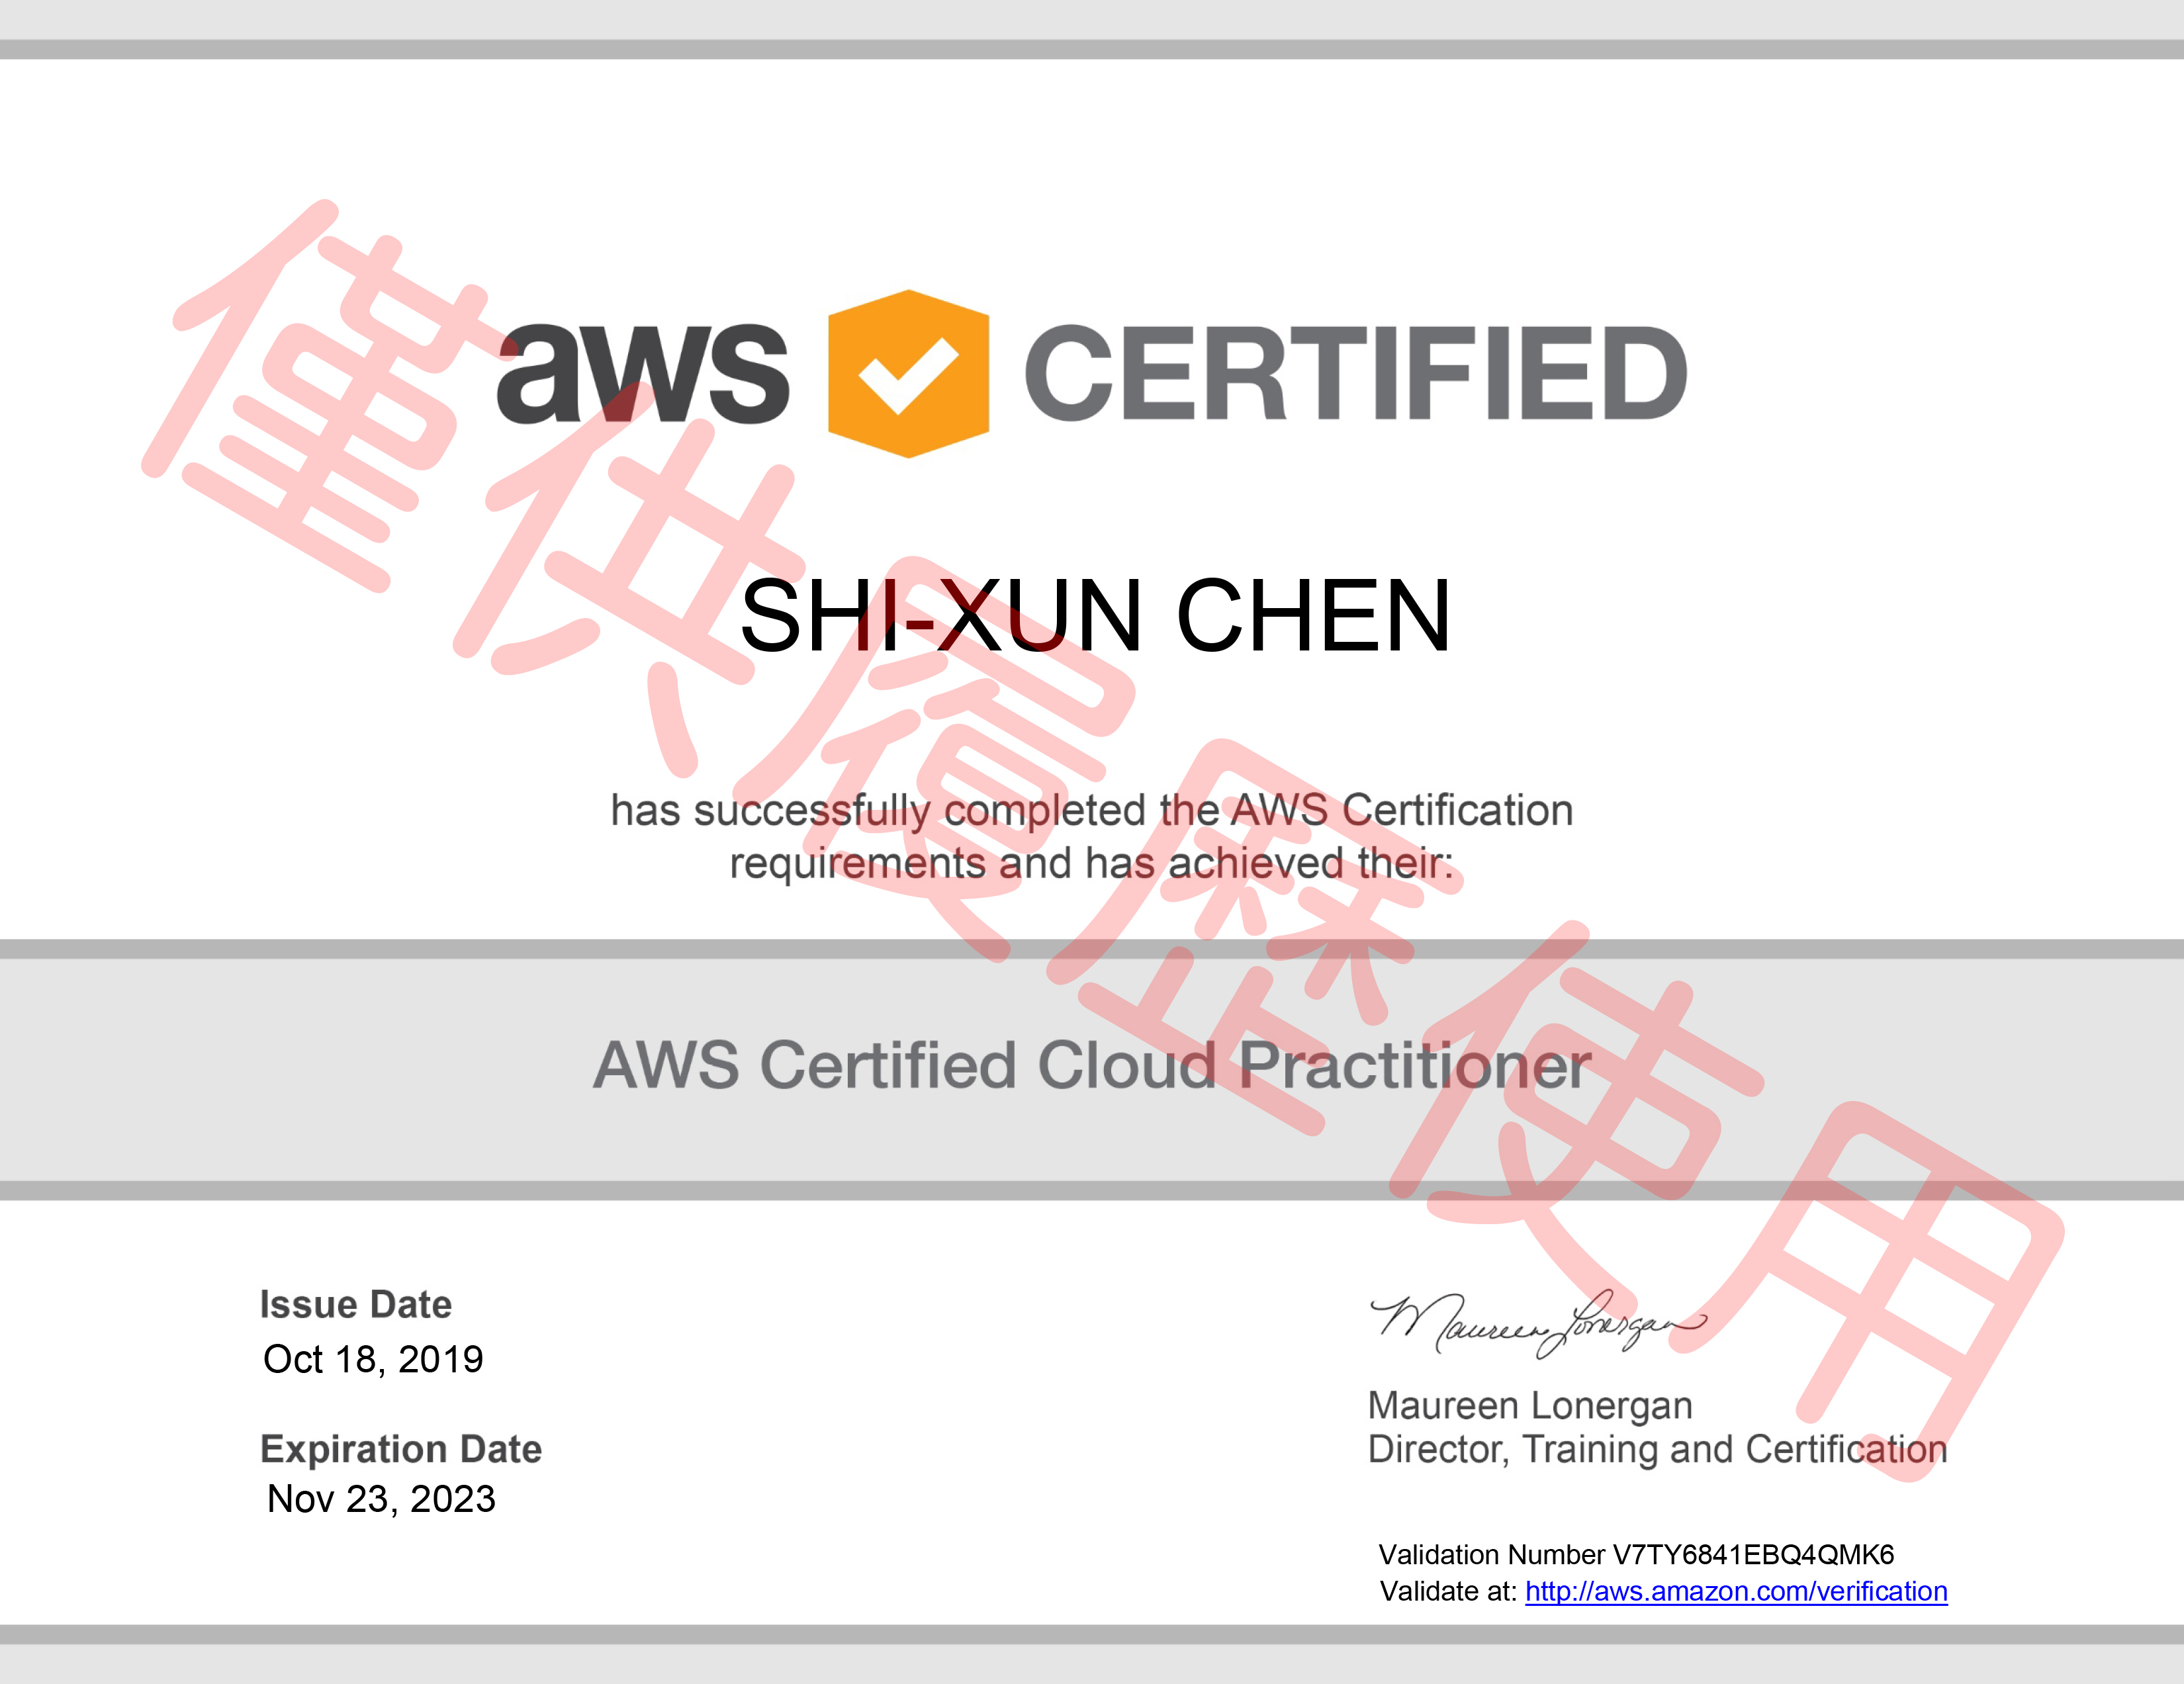 aws CERTIFIED
SHI-XUN CHEN
has successfully completed the AWS Certification
requirements and has achieved their:
AWS Certified Cloud Practitioner
Issue Date
Oct 18, 2019
Expiration Date
Nov 23, 2023
Maureen Lonergan
Maureen Lonergan
Director, Training and Certification
Validation Number V7TY6841EBQ4QMK6
Validate at: http://aws.amazon.com/verification
僅供履歷使用